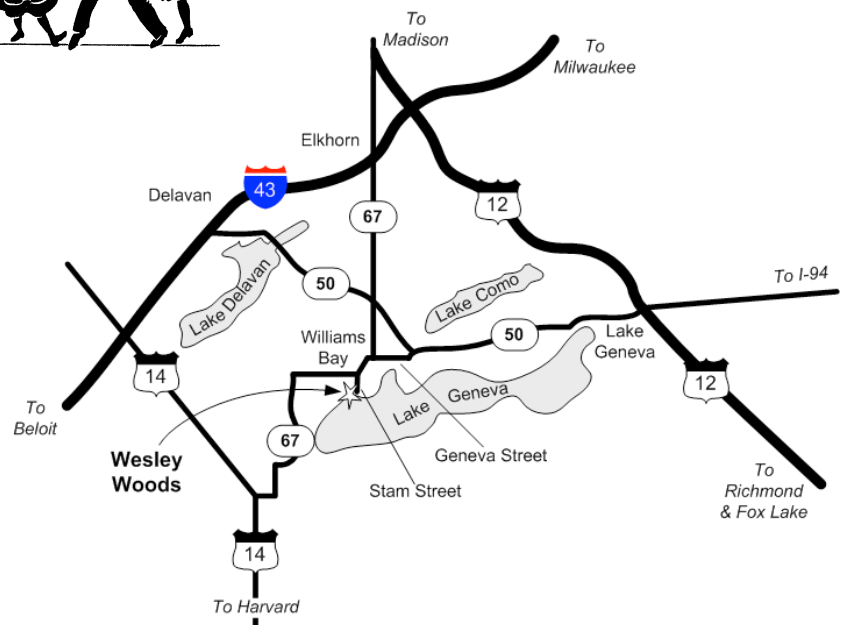 To
Madison
To
Milwaukee
Elkhorn
43
Delavan
12
67
To I-94
Lake Delavan
50
Lake Como
Williams
Bay
50
Lake
Geneva
14
12
Lake Geneva
To
Beloit
67
Wesley
Woods
Geneva Street
Stam Street
To
Richmond
& Fox Lake
14
To Harvard